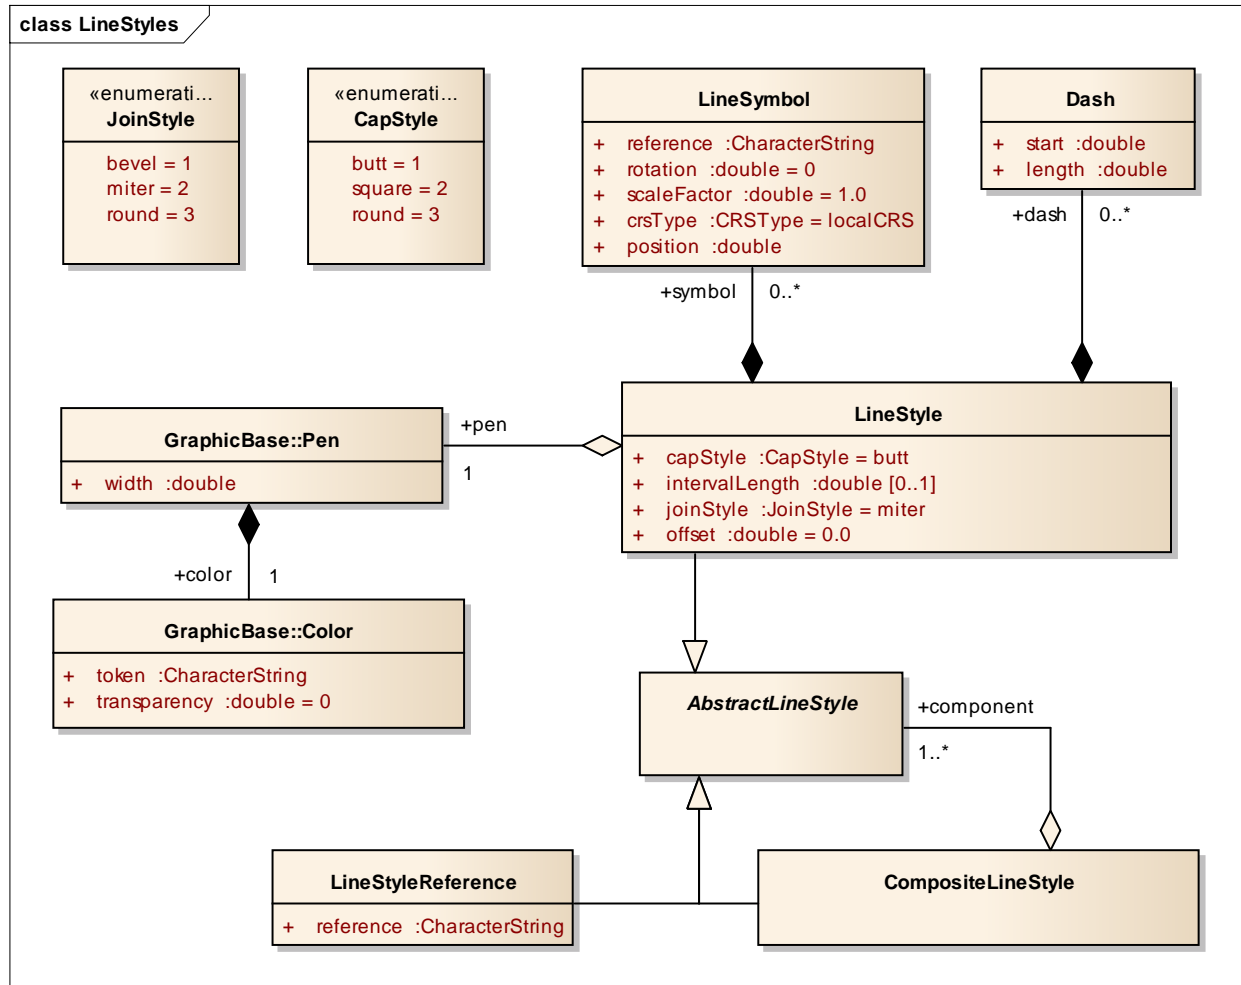 class LineStyles
«enumerati...
JoinStyle
bevel = 1
miter = 2
round = 3
«enumerati...
CapStyle
butt = 1
square = 2
round = 3
LineSymbol
+ reference :CharacterString
+ rotation :double = 0
+ scaleFactor :double = 1.0
+ crsType :CRSType = localCRS
+ position :double
Dash
+ start :double
+ length :double
+symbol 0..*
+dash 0..*
GraphicBase::Pen
+ width :double
+pen
1
LineStyle
+ capStyle :CapStyle = butt
+ intervalLength :double [0..1]
+ joinStyle :JoinStyle = miter
+ offset :double = 0.0
+color 1
GraphicBase::Color
+ token :CharacterString
+ transparency :double = 0
AbstractLineStyle
+component
1..*
LineStyleReference
+ reference :CharacterString
CompositeLineStyle